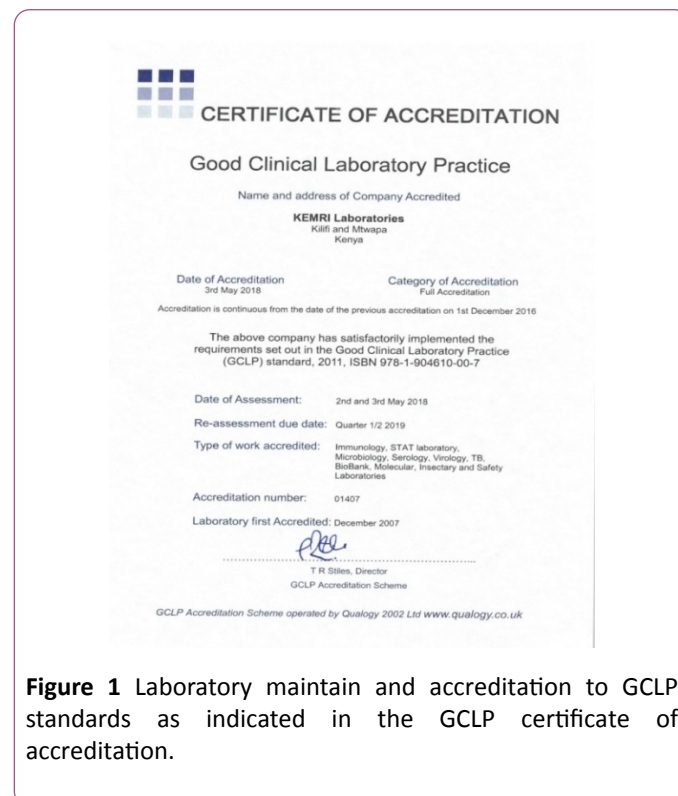 CERTIFICATE OF ACCREDITATION
Good Clinical Laboratory Practice
Name and address of Company Accredited
KEMRI Laboratories
Kilifi and Mtwapa
Kenya
Date of Accreditation Category of Accreditation
3rd May 2018 Full Accreditation
Accreditation is continuous from the date of the previous accreditation on 1st December 2016
The above company has satisfactorily implemented the
requirements set out in the Good Clinical Laboratory Practice
(GCLP) standard, 2011, ISBN 978-1-904610-00-7
Date of Assessment: 2nd and 3rd May 2018
Re-assessment due date: Quarter 1/2 2019
Type of work accredited: Immunology, STAT laboratory,
Microbiology, Serology, Virology, TB,
BioBank, Molecular, Insectary and Safety
Laboratories
Accreditation number: 01407
Laboratory first Accredited: December 2007
T R Stiles, Director
GCLP Accreditation Scheme
GCLP Accreditation Scheme operated by Qualogy 2002 Ltd www.qualogy.co.uk
Figure 1 Laboratory maintain and accreditation to GCLP
standards as indicated in the GCLP certificate of
accreditation.